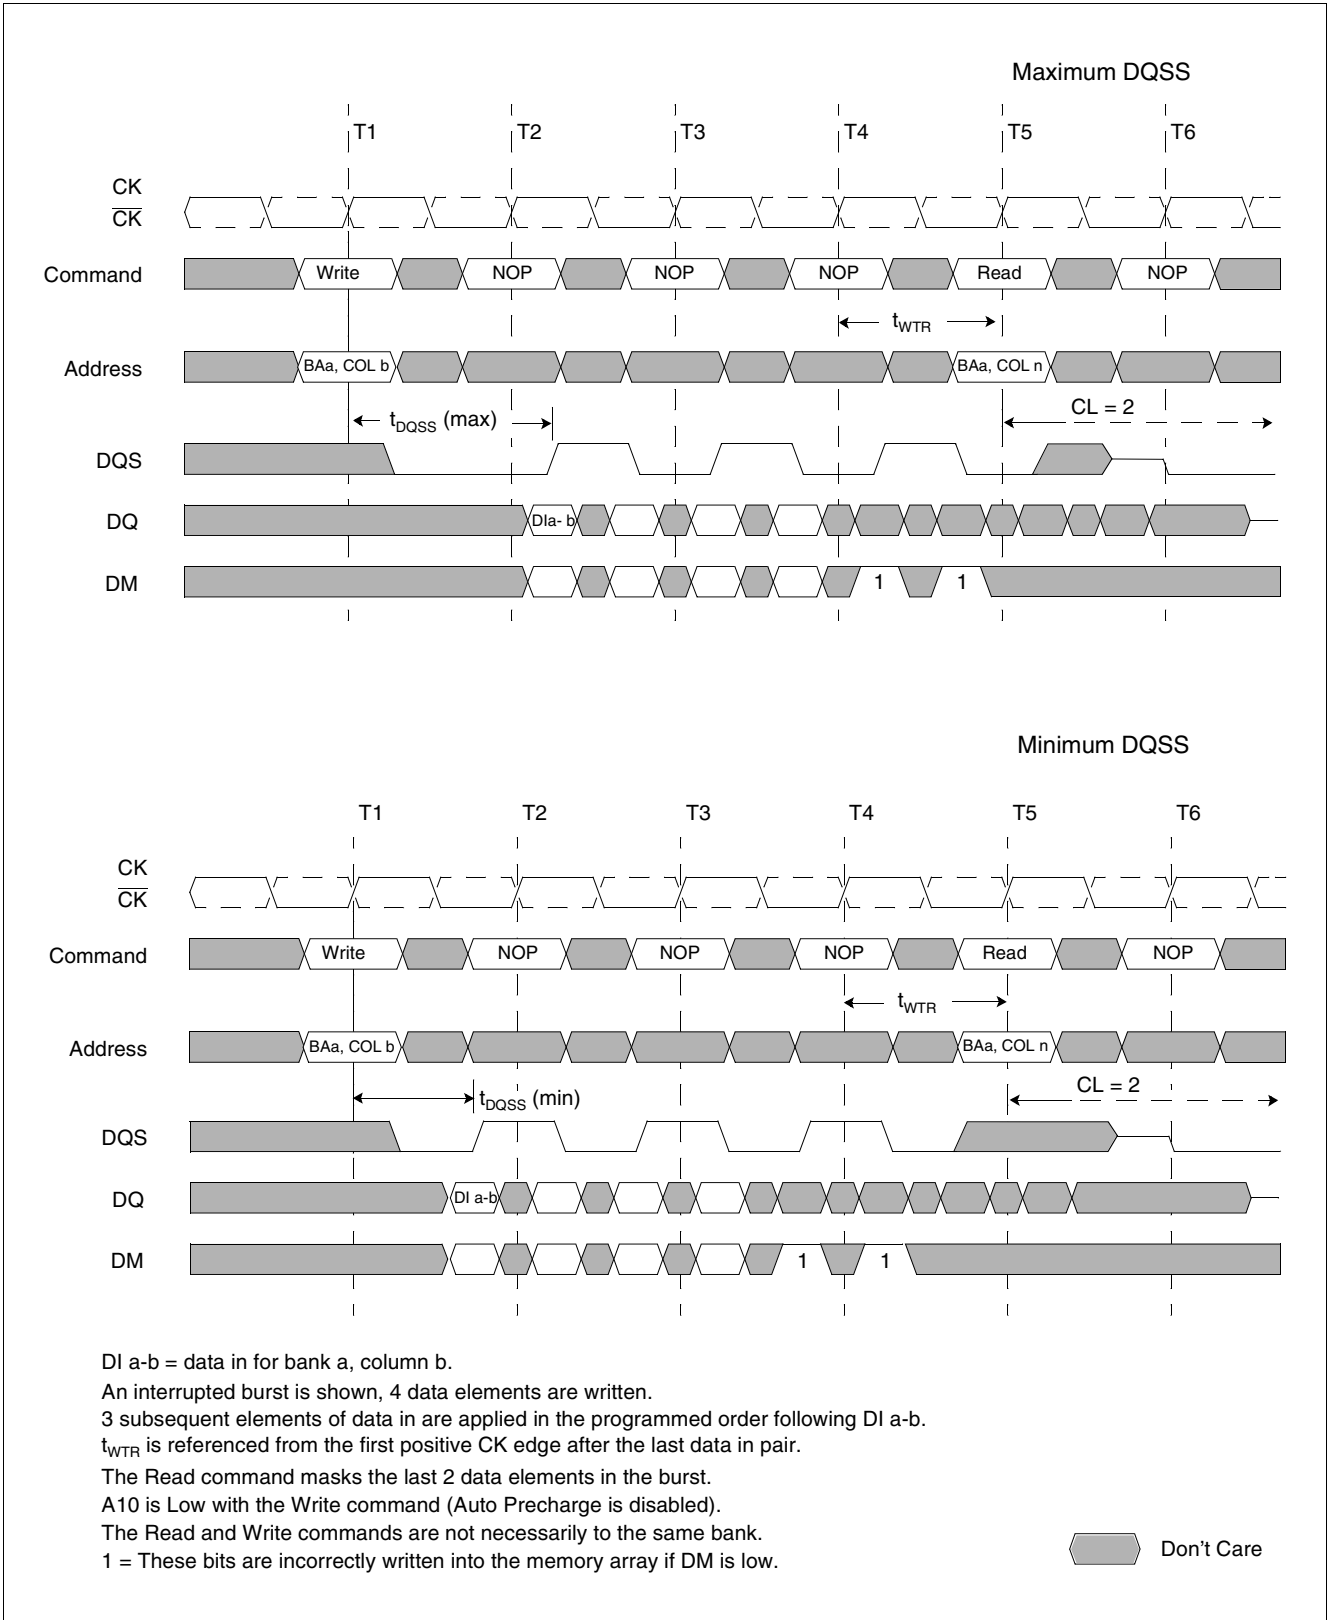 Maximum DQSS
T1 T2 T3 T4 T5 T6
CK
CK
Command Write NOP NOP NOP Read NOP
tWTR
Address BAa, COL b BAa, COL n
tDQSS (max) CL = 2
DQS
DQ DIa- b
DM 1 1
Minimum DQSS
T1 T2 T3 T4 T5 T6
CK
CK
Command Write NOP NOP NOP Read NOP
tWTR
Address BAa, COL b BAa, COL n
tDQSS (min) CL = 2
DQS
DQ DI a-b
DM 1 1
DI a-b = data in for bank a, column b.
An interrupted burst is shown, 4 data elements are written.
3 subsequent elements of data in are applied in the programmed order following DI a-b.
tWTR is referenced from the first positive CK edge after the last data in pair.
The Read command masks the last 2 data elements in the burst.
A10 is Low with the Write command (Auto Precharge is disabled).
The Read and Write commands are not necessarily to the same bank.
1 = These bits are incorrectly written into the memory array if DM is low.
Don't Care